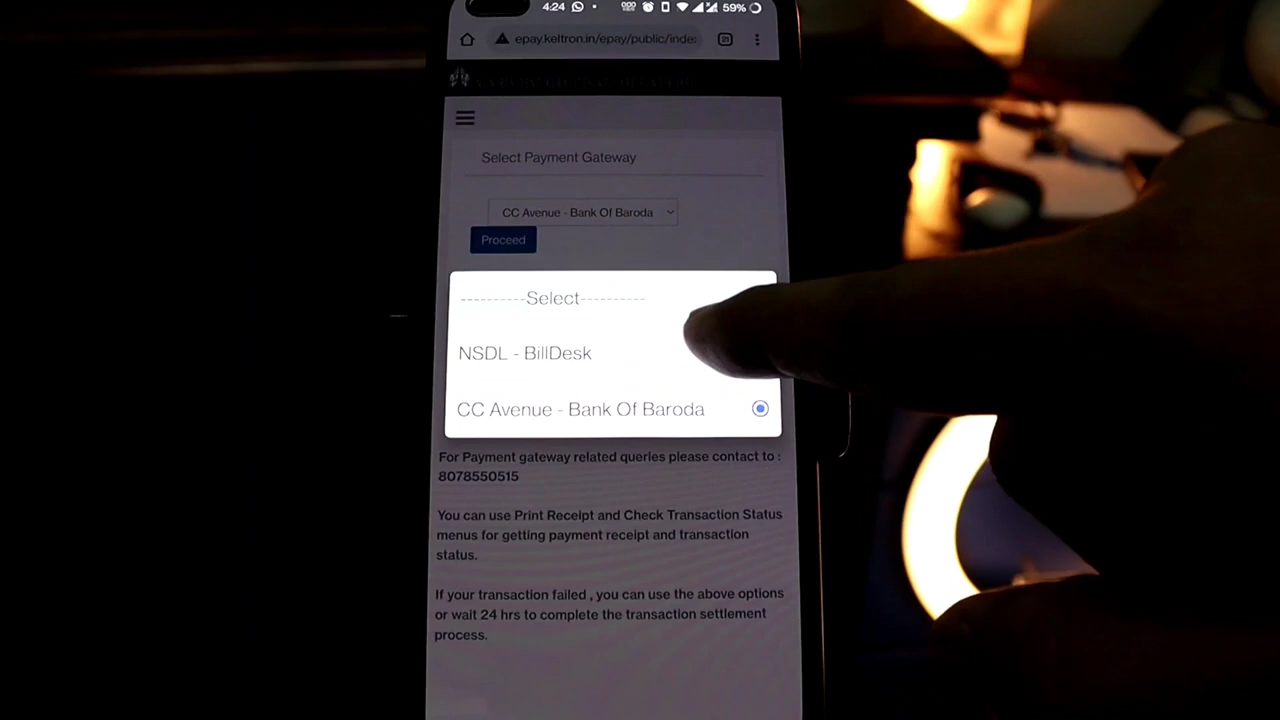 4:24 59%
epay.keltron.in/epay/public/inde
Select Payment Gateway
CC Avenue - Bank Of Baroda
Proceed
----------Select----------
NSDL - BillDesk
CC Avenue - Bank Of Baroda
For Payment gateway related queries please contact to :
8078550515
You can use Print Receipt and Check Transaction Status
menus for getting payment receipt and transaction
status.
If your transaction failed , you can use the above options
or wait 24 hrs to complete the transaction settlement
process.